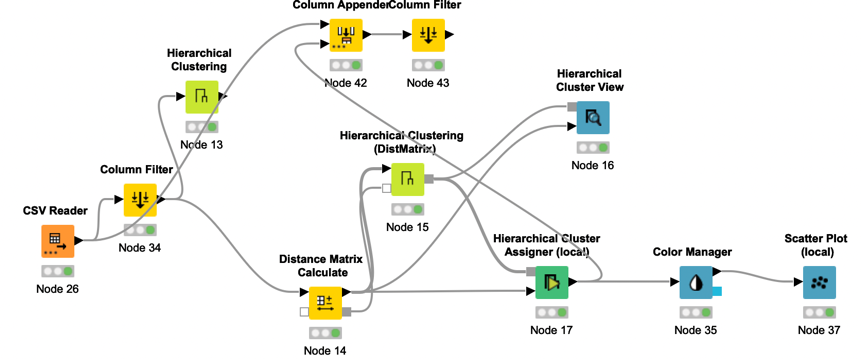 Column Appender
Column Filter
Node 42
Node 43
Hierarchical
Clustering
Node 13
Hierarchical
Cluster View
Node 16
Hierarchical Clustering
(DistMatrix)
Node 15
Column Filter
Node 34
CSV Reader
Node 26
Distance Matrix
Calculate
Node 14
Hierarchical Cluster
Assigner (local)
Node 17
Color Manager
Node 35
Scatter Plot
(local)
Node 37